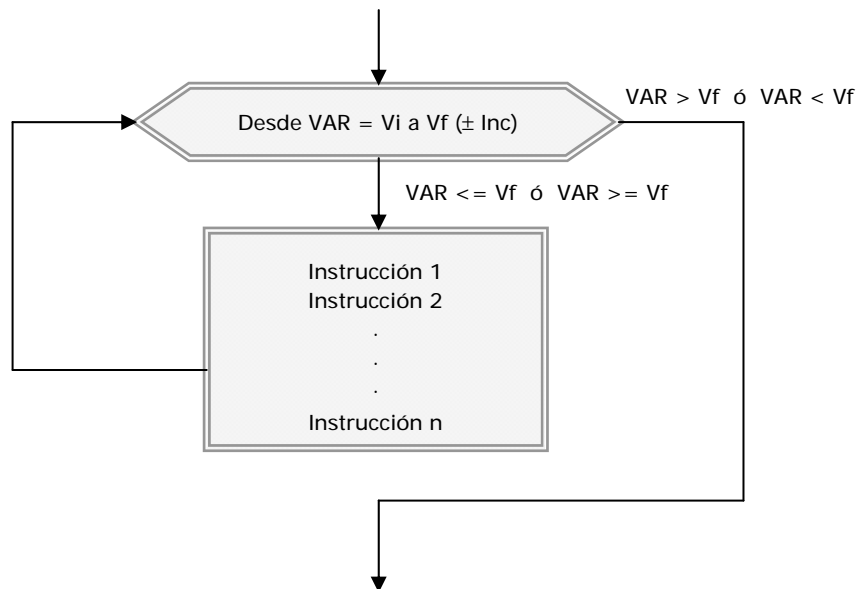 VAR > Vf ó VAR < Vf
Desde VAR = Vi a Vf (± Inc)
VAR <= Vf ó VAR >= Vf
Instrucción 1
Instrucción 2
.
.
.
Instrucción n